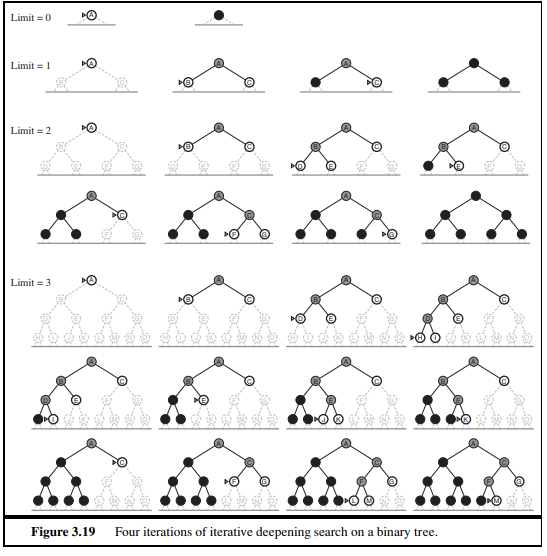 Limit = 0 A
Limit = 1 A A A
B C B C C
Limit = 2 A A A A
B C B C B C B C
D E F G D E F G D E F G E F G
A A A
C C C
F G F G G
Limit = 3 A A A A
B C B C B C B C
D E F G D E F G D E F G D E F G
H I J K L M N O H I J K L M N O H I J K L M N O H I J K L M N O
A A A A
B C B C B C B C
D E F G E F G E F G E F G
I J K L M N O J K L M N O J K L M N O K L M N O
A A A A
C C C C
F G F G F G F G
L M N O L M N O L M N O M N O
Figure 3.19 Four iterations of iterative deepening search on a binary tree.